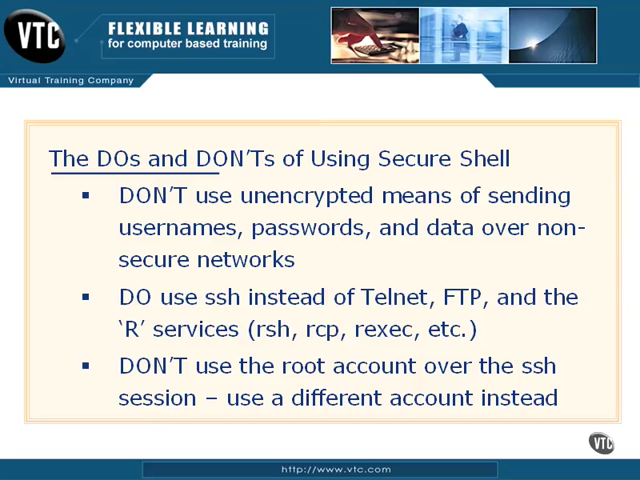 VTC
FLEXIBLE LEARNING
for computer based training
Virtual Training Company
The DOs and DON'Ts of Using Secure Shell
▪ DON'T use unencrypted means of sending
usernames, passwords, and data over non-
secure networks
▪ DO use ssh instead of Telnet, FTP, and the
‘R’ services (rsh, rcp, rexec, etc.)
▪ DON'T use the root account over the ssh
session – use a different account instead
VTC
http://www.vtc.com